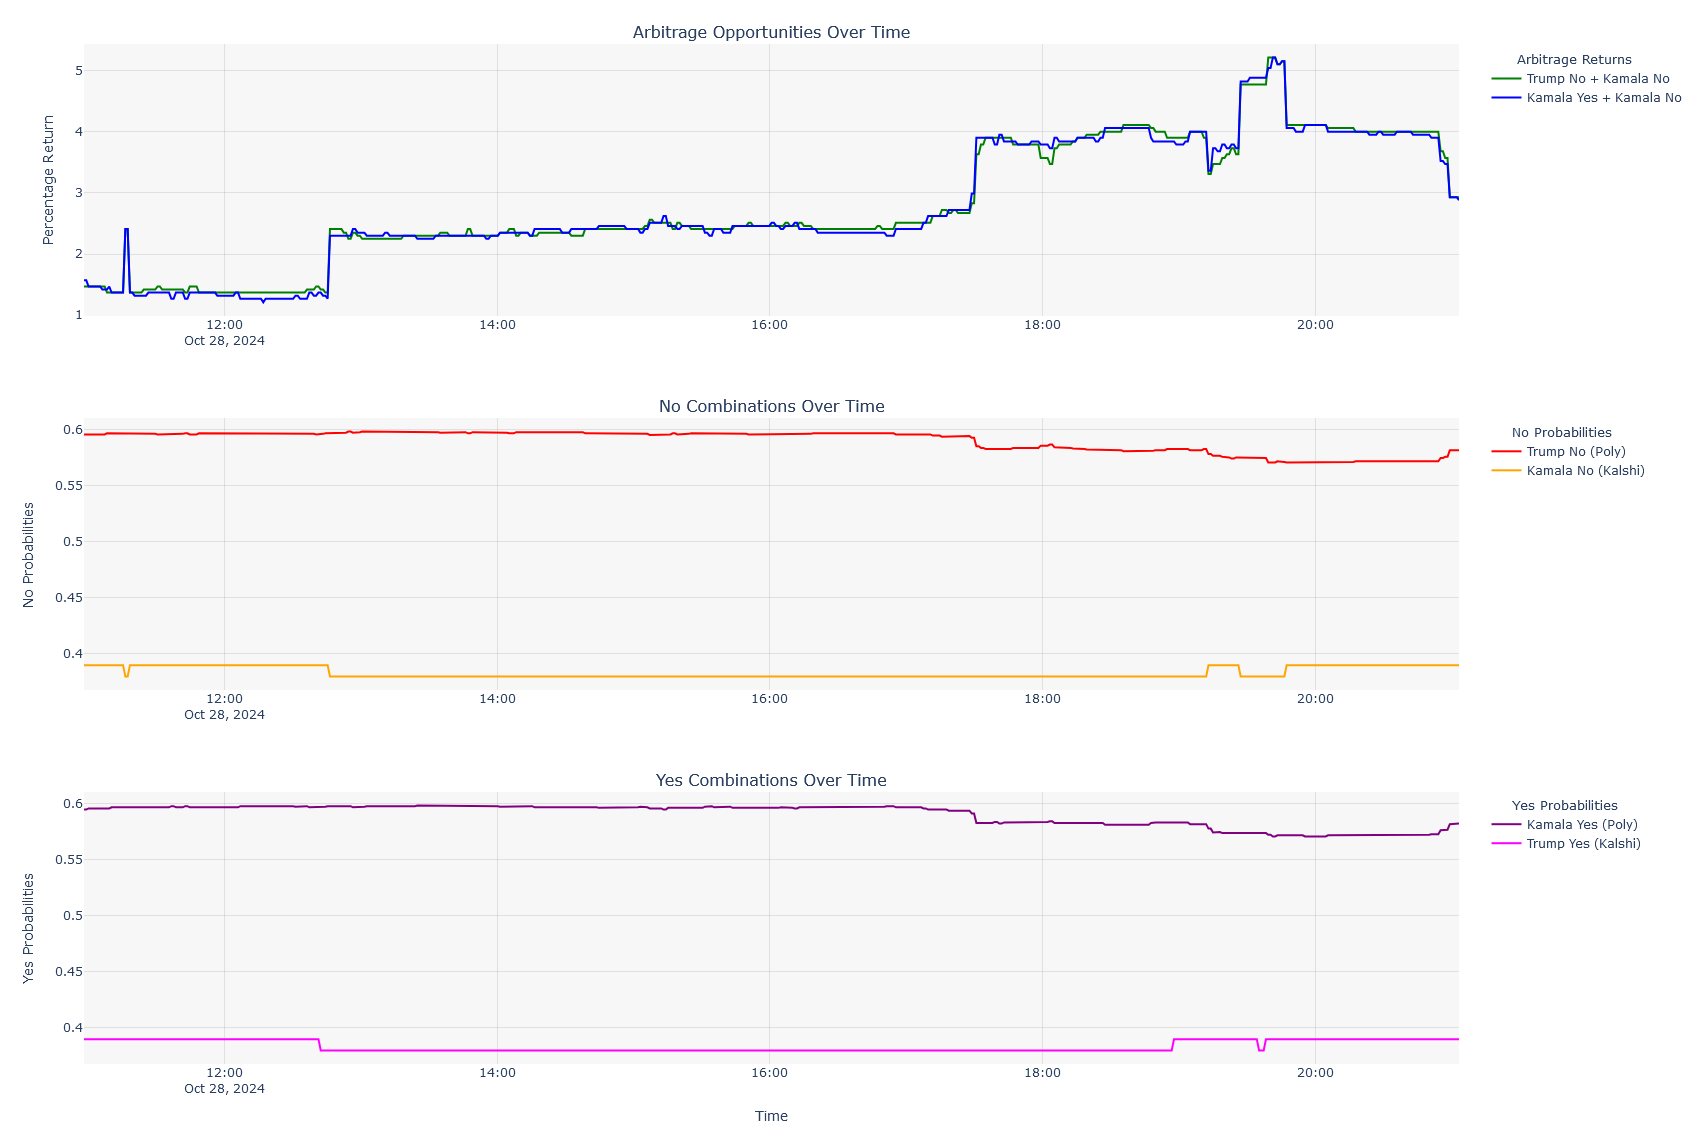 Arbitrage Opportunities Over Time
Percentage Return
5
4
3
2
1
12:00
Oct 28, 2024
14:00
16:00
18:00
20:00
Arbitrage Returns
Trump No + Kamala No
Kamala Yes + Kamala No
No Combinations Over Time
No Probabilities
0.6
0.55
0.5
0.45
0.4
12:00
Oct 28, 2024
14:00
16:00
18:00
20:00
No Probabilities
Trump No (Poly)
Kamala No (Kalshi)
Yes Combinations Over Time
Yes Probabilities
0.6
0.55
0.5
0.45
0.4
12:00
Oct 28, 2024
14:00
16:00
18:00
20:00
Time
Yes Probabilities
Kamala Yes (Poly)
Trump Yes (Kalshi)